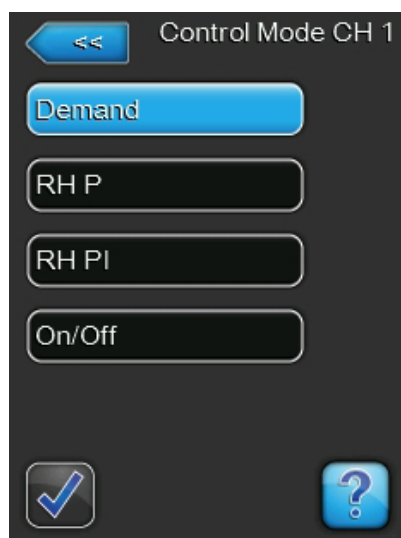 << Control Mode CH 1
Demand
RH P
RH PI
On/Off
?